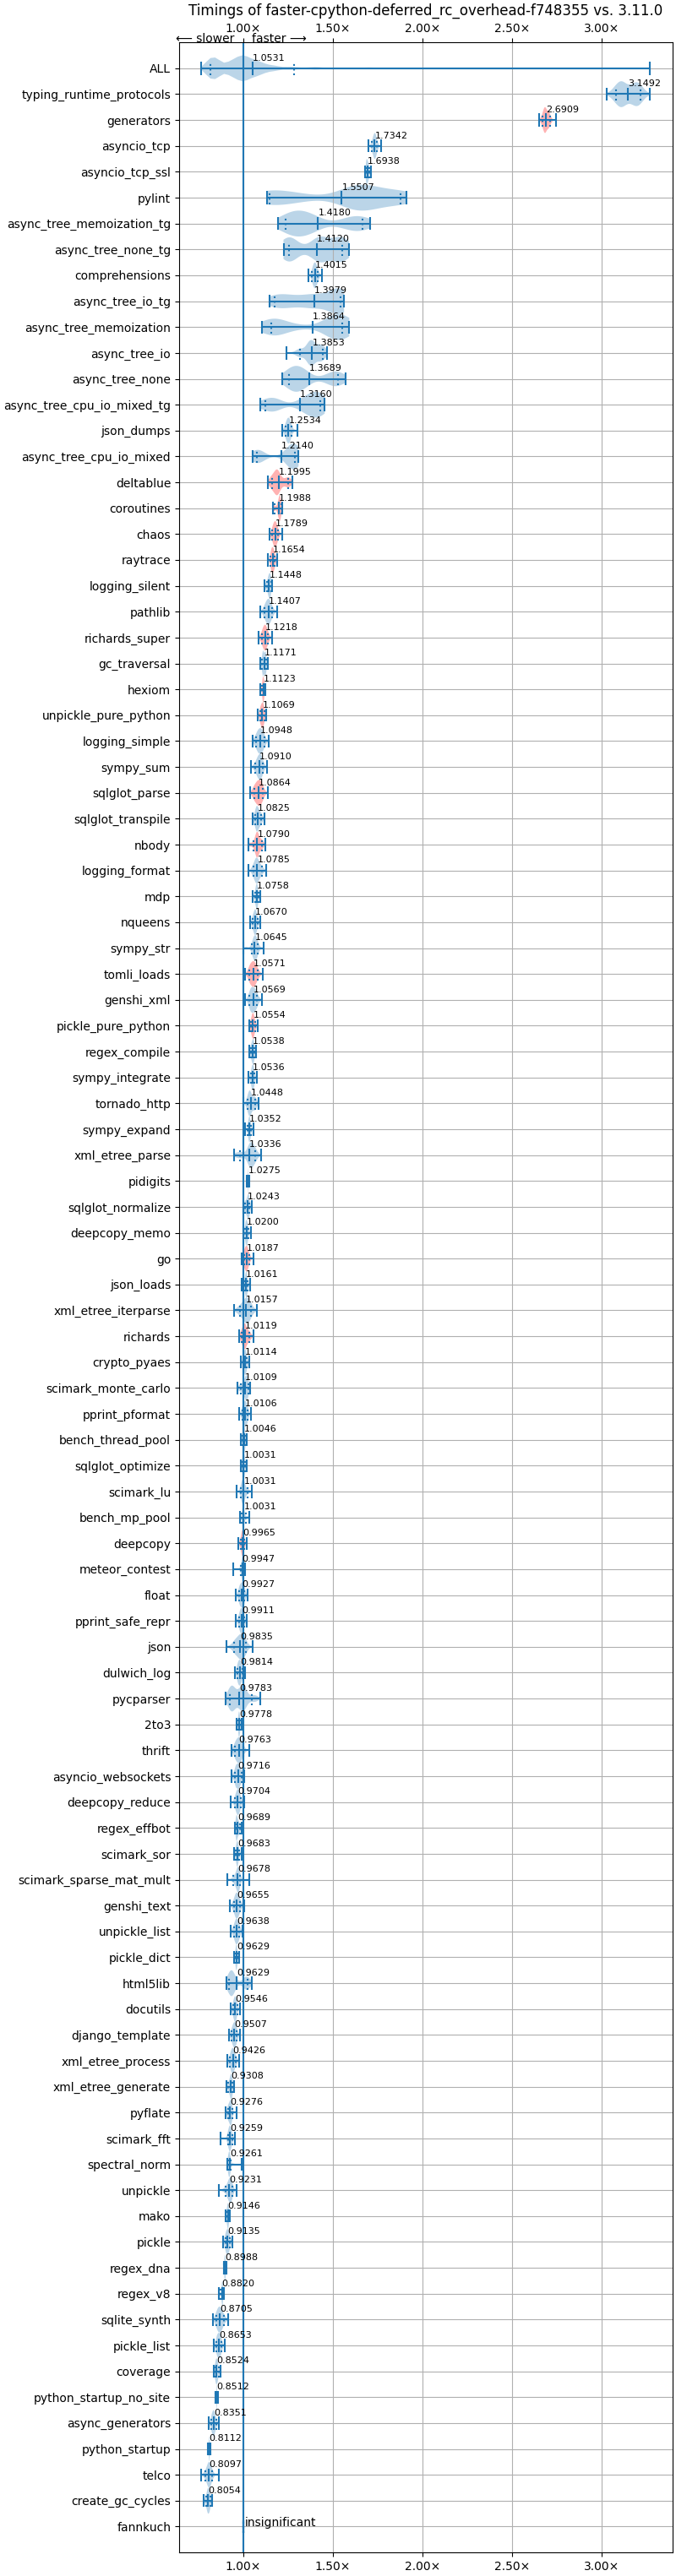 Timings of faster-cpython-deferred_rc_overhead-f748355 vs. 3.11.0
1.00× 1.50× 2.00× 2.50× 3.00×
⟵ slower faster ⟶
ALL 1.0531
typing_runtime_protocols 3.1492
generators 2.6909
asyncio_tcp 1.7342
asyncio_tcp_ssl 1.6938
pylint 1.5507
async_tree_memoization_tg 1.4180
async_tree_none_tg 1.4120
comprehensions 1.4015
async_tree_io_tg 1.3979
async_tree_memoization 1.3864
async_tree_io 1.3853
async_tree_none 1.3689
async_tree_cpu_io_mixed_tg 1.3160
json_dumps 1.2534
async_tree_cpu_io_mixed 1.2140
deltablue 1.1995
coroutines 1.1988
chaos 1.1789
raytrace 1.1654
logging_silent 1.1448
pathlib 1.1407
richards_super 1.1218
gc_traversal 1.1171
hexiom 1.1123
unpickle_pure_python 1.1069
logging_simple 1.0948
sympy_sum 1.0910
sqlglot_parse 1.0864
sqlglot_transpile 1.0825
nbody 1.0790
logging_format 1.0785
mdp 1.0758
nqueens 1.0670
sympy_str 1.0645
tomli_loads 1.0571
genshi_xml 1.0569
pickle_pure_python 1.0554
regex_compile 1.0538
sympy_integrate 1.0536
tornado_http 1.0448
sympy_expand 1.0352
xml_etree_parse 1.0336
pidigits 1.0275
sqlglot_normalize 1.0243
deepcopy_memo 1.0200
go 1.0187
json_loads 1.0161
xml_etree_iterparse 1.0157
richards 1.0119
crypto_pyaes 1.0114
scimark_monte_carlo 1.0109
pprint_pformat 1.0106
bench_thread_pool 1.0046
sqlglot_optimize 1.0031
scimark_lu 1.0031
bench_mp_pool 1.0031
deepcopy 0.9965
meteor_contest 0.9947
float 0.9927
pprint_safe_repr 0.9911
json 0.9835
dulwich_log 0.9814
pycparser 0.9783
2to3 0.9778
thrift 0.9763
asyncio_websockets 0.9716
deepcopy_reduce 0.9704
regex_effbot 0.9689
scimark_sor 0.9683
scimark_sparse_mat_mult 0.9678
genshi_text 0.9655
unpickle_list 0.9638
pickle_dict 0.9629
html5lib 0.9629
docutils 0.9546
django_template 0.9507
xml_etree_process 0.9426
xml_etree_generate 0.9308
pyflate 0.9276
scimark_fft 0.9259
spectral_norm 0.9261
unpickle 0.9231
mako 0.9146
pickle 0.9135
regex_dna 0.8988
regex_v8 0.8820
sqlite_synth 0.8705
pickle_list 0.8653
coverage 0.8524
python_startup_no_site 0.8512
async_generators 0.8351
python_startup 0.8112
telco 0.8097
create_gc_cycles 0.8054
fannkuch insignificant
1.00× 1.50× 2.00× 2.50× 3.00×